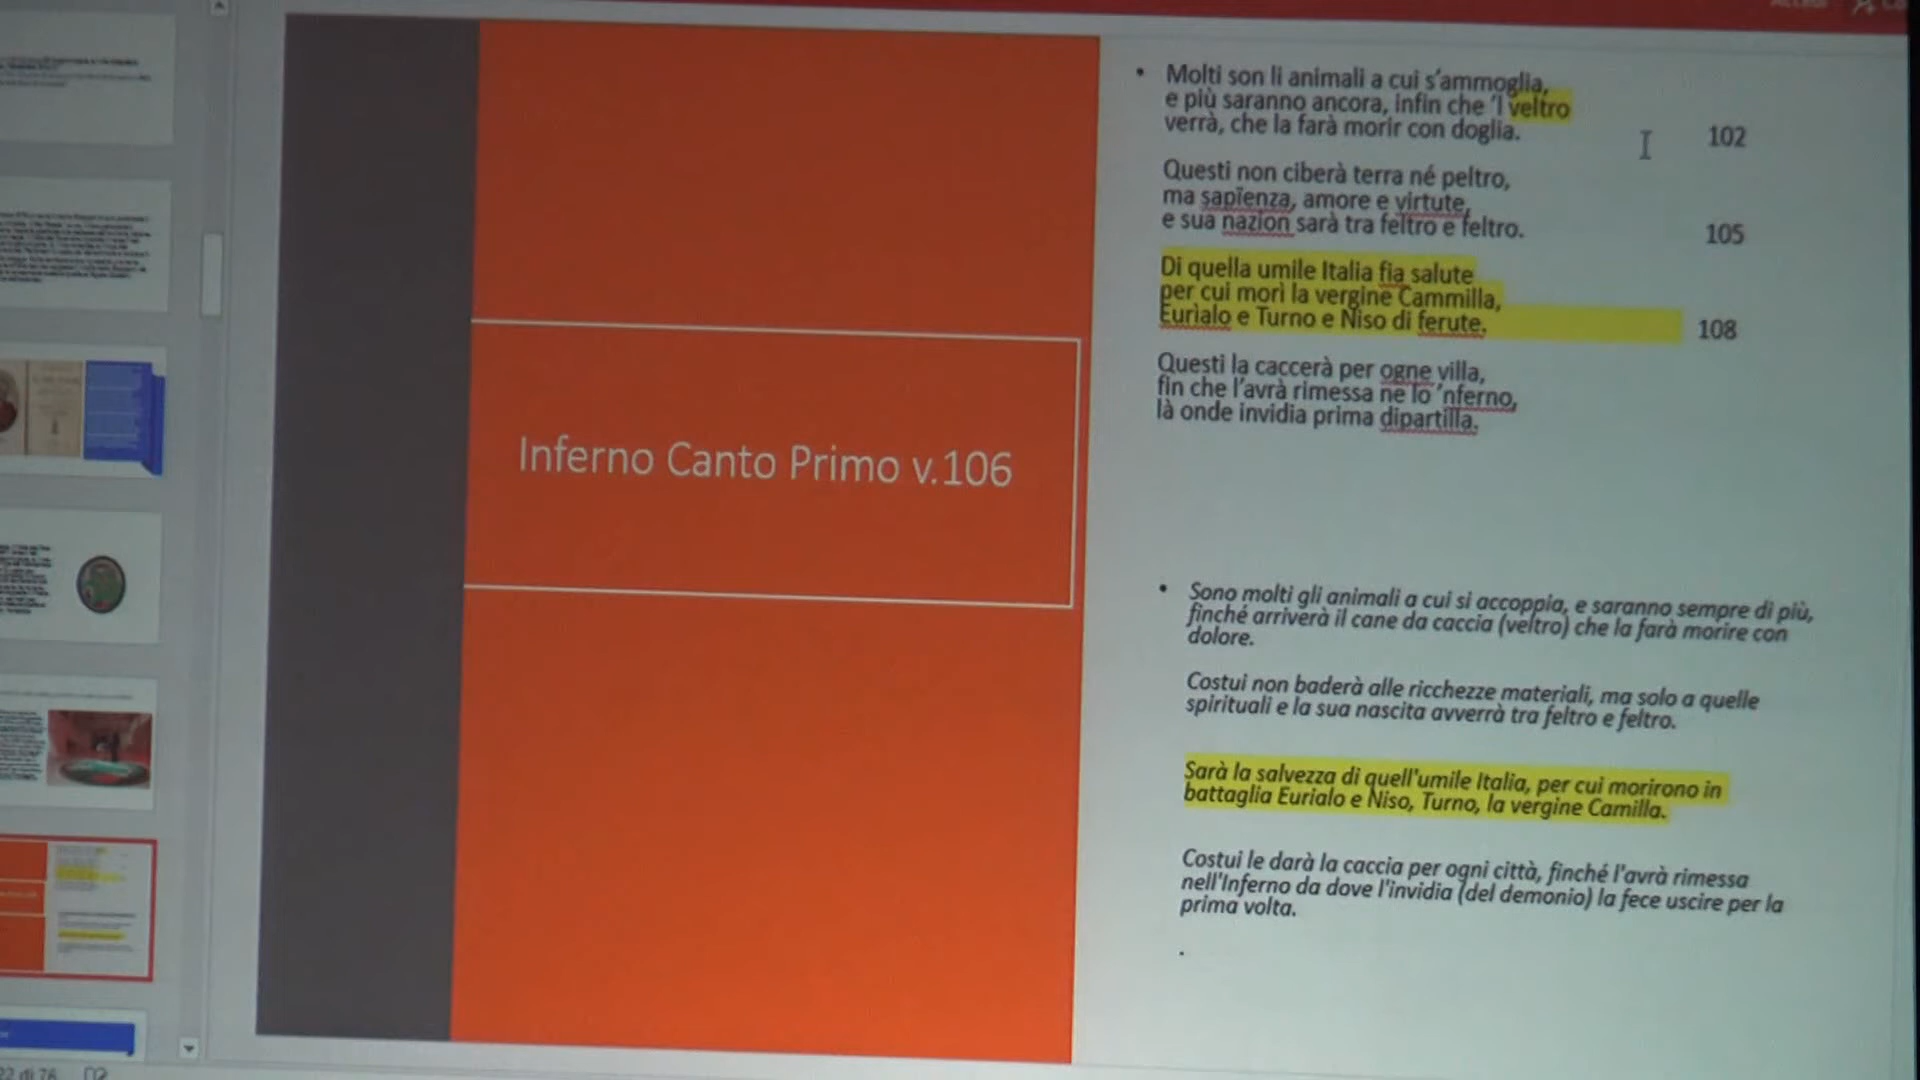 Accedi
Inferno Canto Primo v.106
• Molti son li animali a cui s'ammoglia,
e più saranno ancora, infin che 'l veltro
verrà, che la farà morir con doglia. 102
Questi non ciberà terra né peltro,
ma sapïenza, amore e virtute,
e sua nazion sarà tra feltro e feltro. 105
Di quella umile Italia fia salute
per cui morì la vergine Cammilla,
Eurialo e Turno e Niso di ferute. 108
Questi la caccerà per ogne villa,
fin che l'avrà rimessa ne lo 'nferno,
là onde invidia prima dipartilla.
• Sono molti gli animali a cui si accoppia, e saranno sempre di più,
finché arriverà il cane da caccia (veltro) che la farà morire con
dolore.
Costui non baderà alle ricchezze materiali, ma solo a quelle
spirituali e la sua nascita avverrà tra feltro e feltro.
Sarà la salvezza di quell'umile Italia, per cui morirono in
battaglia Eurialo e Niso, Turno, la vergine Camilla.
Costui le darà la caccia per ogni città, finché l'avrà rimessa
nell'Inferno da dove l'invidia (del demonio) la fece uscire per la
prima volta.
.
22 di 76